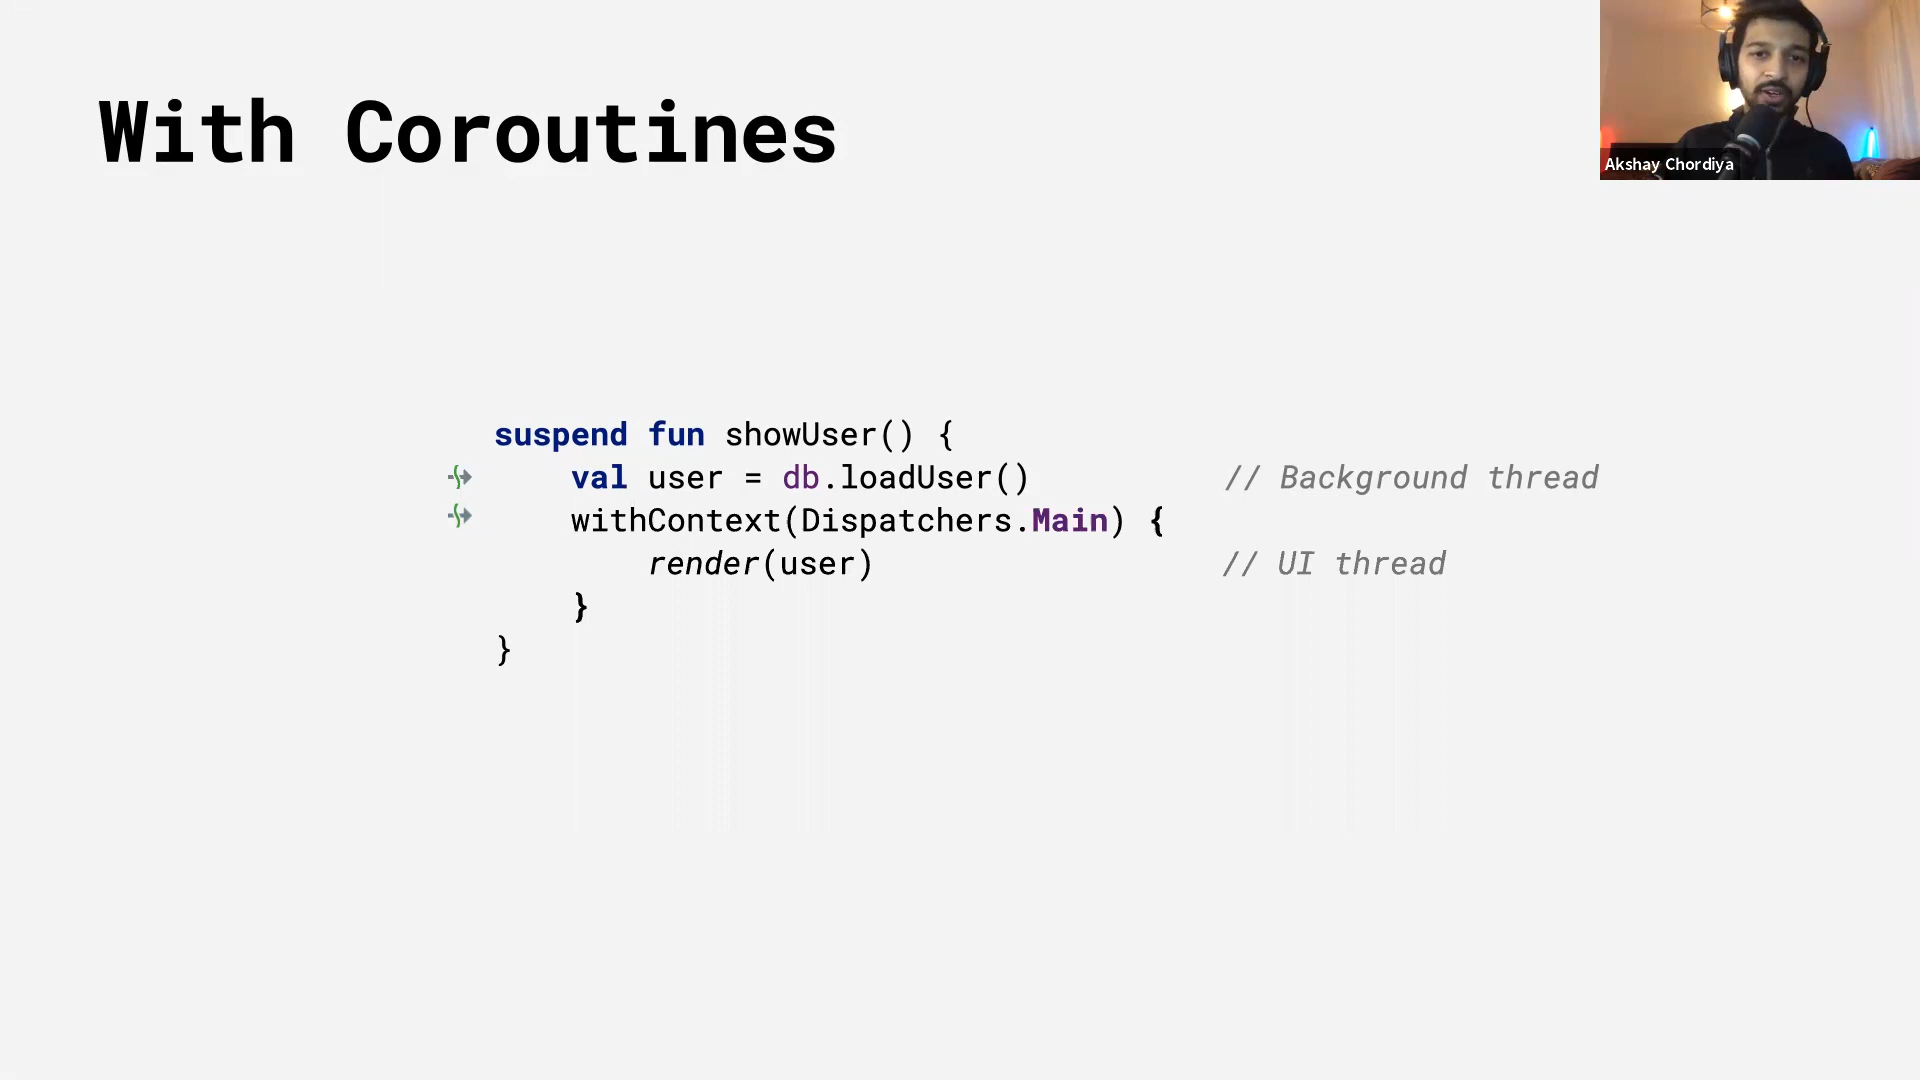 With Coroutines
Akshay Chordiya
suspend fun showUser() {
val user = db.loadUser() // Background thread
withContext(Dispatchers.Main) {
render(user) // UI thread
}
}